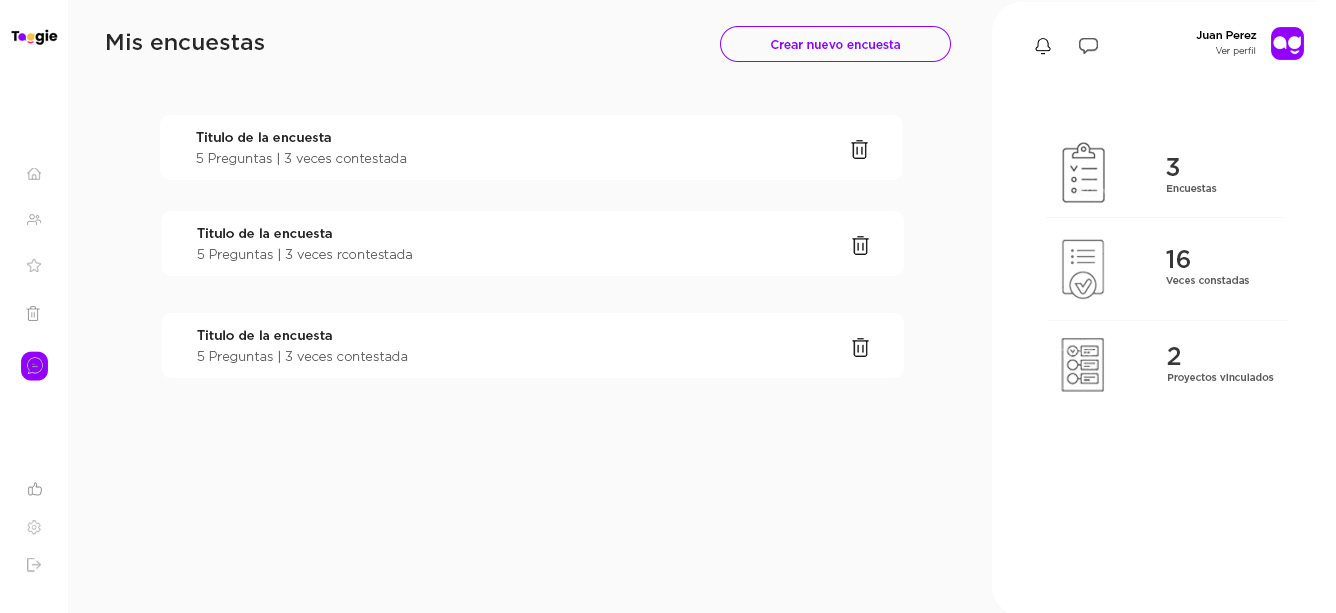 Taggie
Mis encuestas
Crear nuevo encuesta
Juan Perez
Ver perfil
Titulo de la encuesta
5 Preguntas | 3 veces contestada
Titulo de la encuesta
5 Preguntas | 3 veces rcontestada
Titulo de la encuesta
5 Preguntas | 3 veces contestada
3
Encuestas
16
Veces constadas
2
Proyectos vinculados